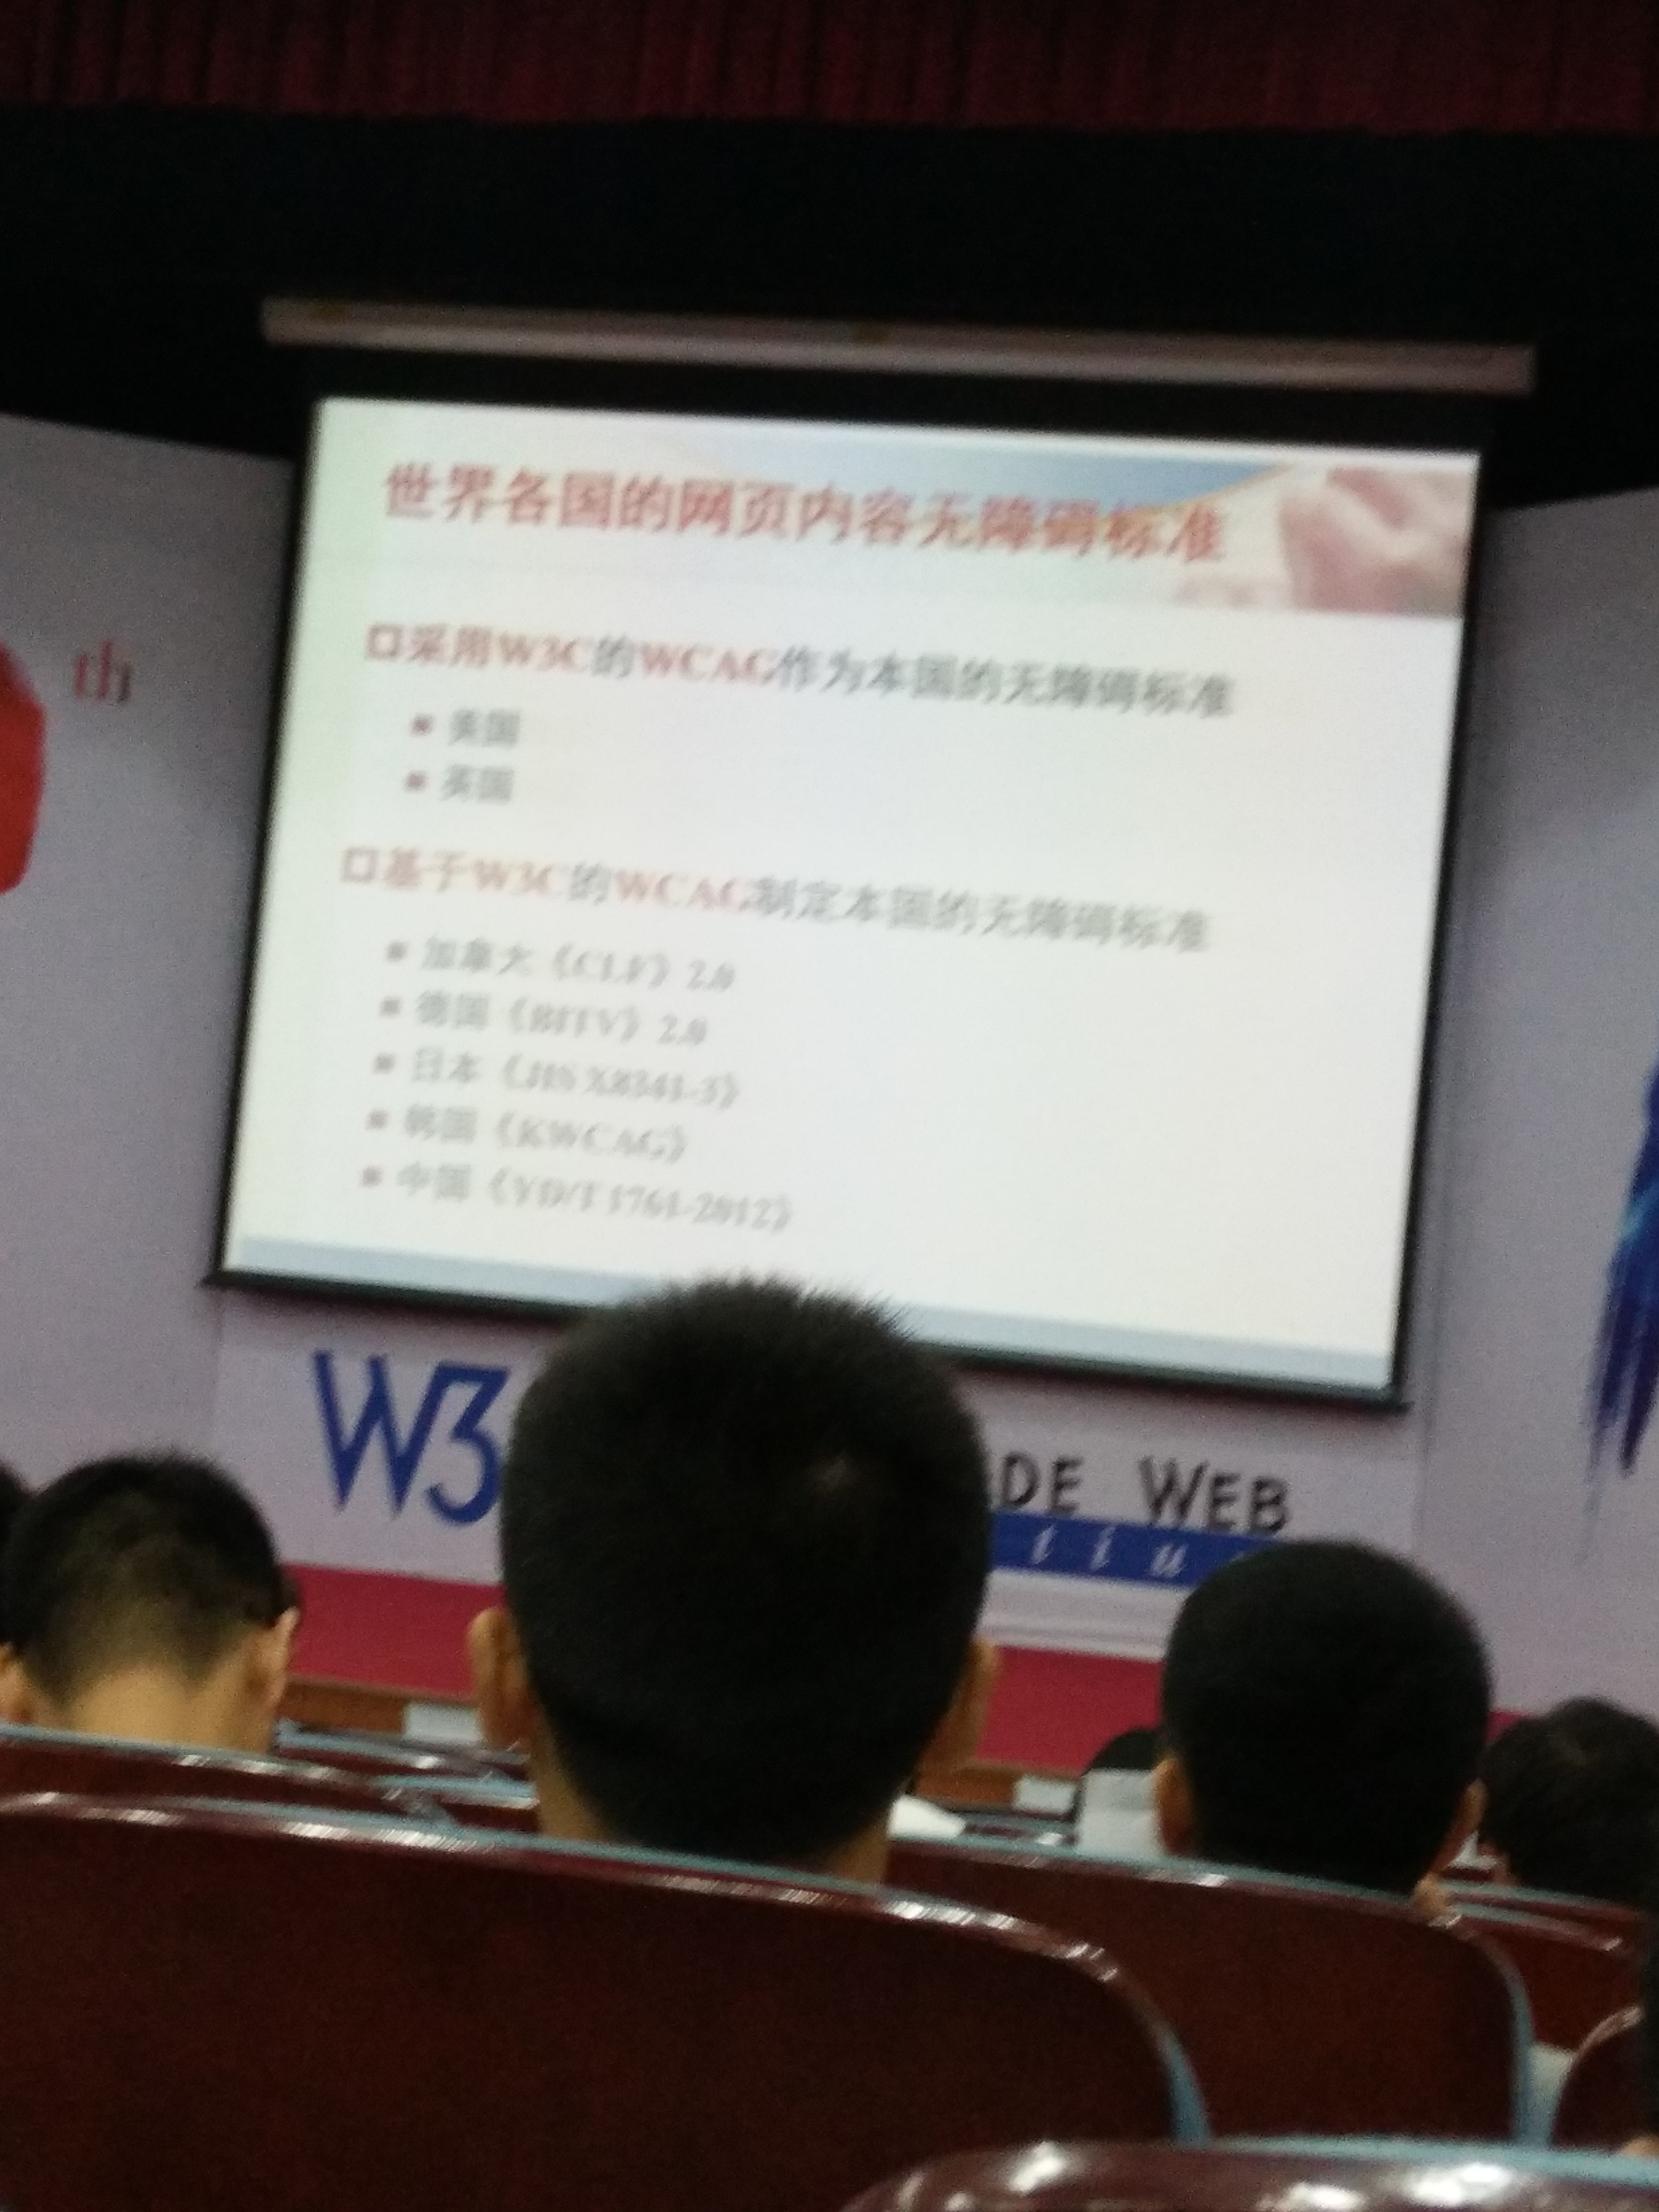 世界各国的网页内容无障碍标准
采用W3C的WCAG作为本国的无障碍标准
美国
英国
基于W3C的WCAG制定本国的无障碍标准
加拿大《CLF》2.0
德国《BITV》2.0
日本《JIS X8341-3》
韩国《KWCAG》
中国《YD/T 1761-2012》
th
W3
DE WEB